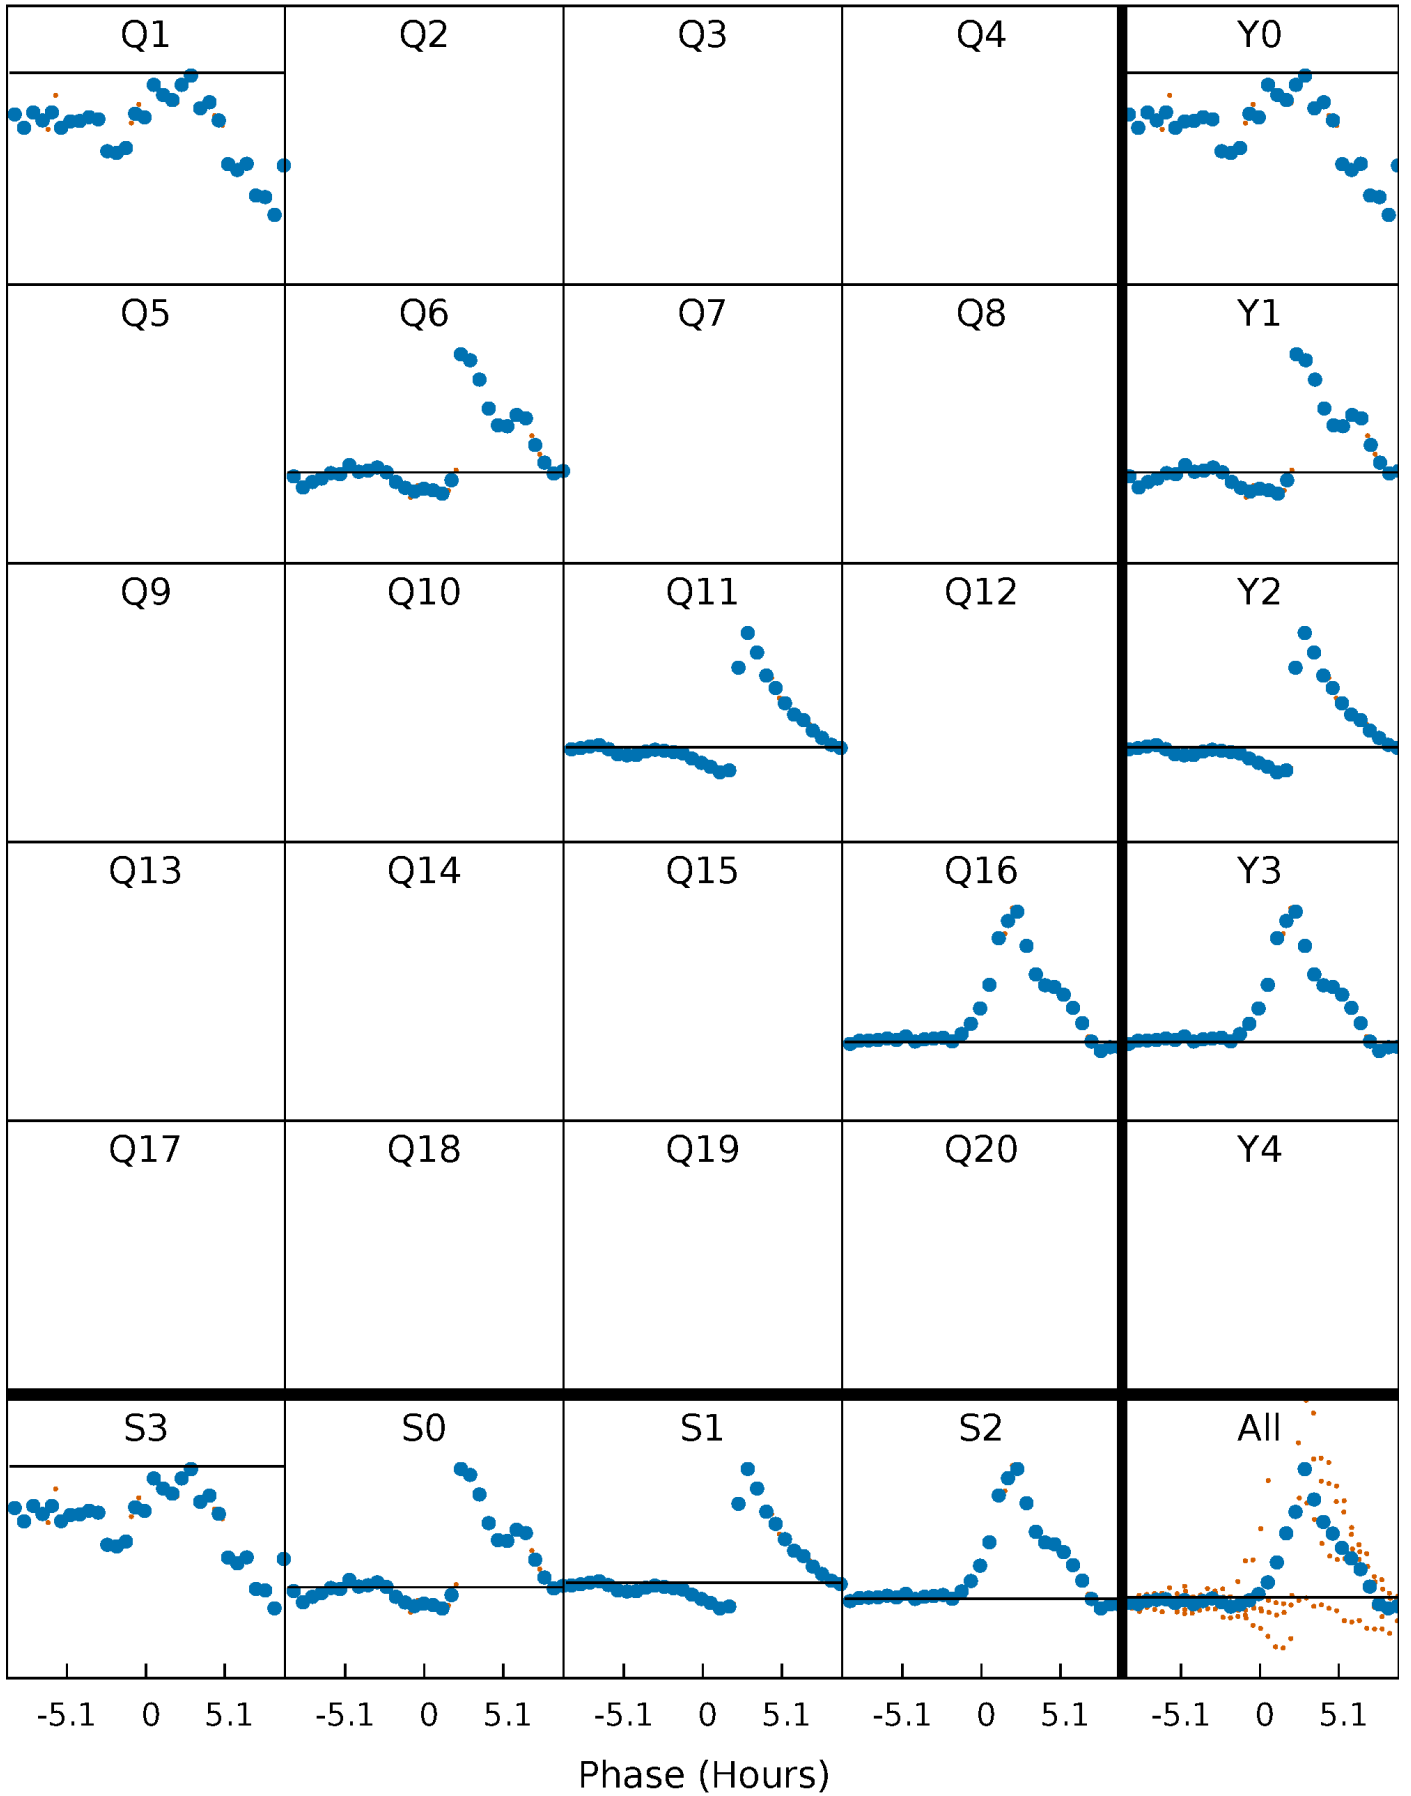 Q1 Q2 Q3 Q4 Y0
Q5 Q6 Q7 Q8 Y1
Q9 Q10 Q11 Q12 Y2
Q13 Q14 Q15 Q16 Y3
Q17 Q18 Q19 Q20 Y4
S3 S0 S1 S2 All
-5.1 0 5.1 -5.1 0 5.1 -5.1 0 5.1 -5.1 0 5.1 -5.1 0 5.1
Phase (Hours)